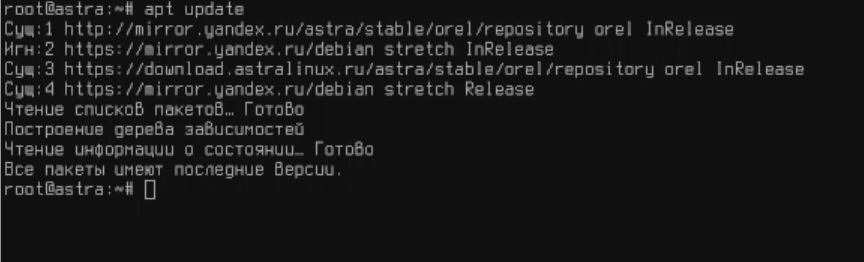 root@astra:~# apt update
Сущ:1 http://mirror.yandex.ru/astra/stable/orel/repository orel InRelease
Игн:2 https://mirror.yandex.ru/debian stretch InRelease
Сущ:3 https://download.astralinux.ru/astra/stable/orel/repository orel InRelease
Сущ:4 https://mirror.yandex.ru/debian stretch Release
Чтение списков пакетов… Готово
Построение дерева зависимостей
Чтение информации о состоянии… Готово
Все пакеты имеют последние версии.
root@astra:~#